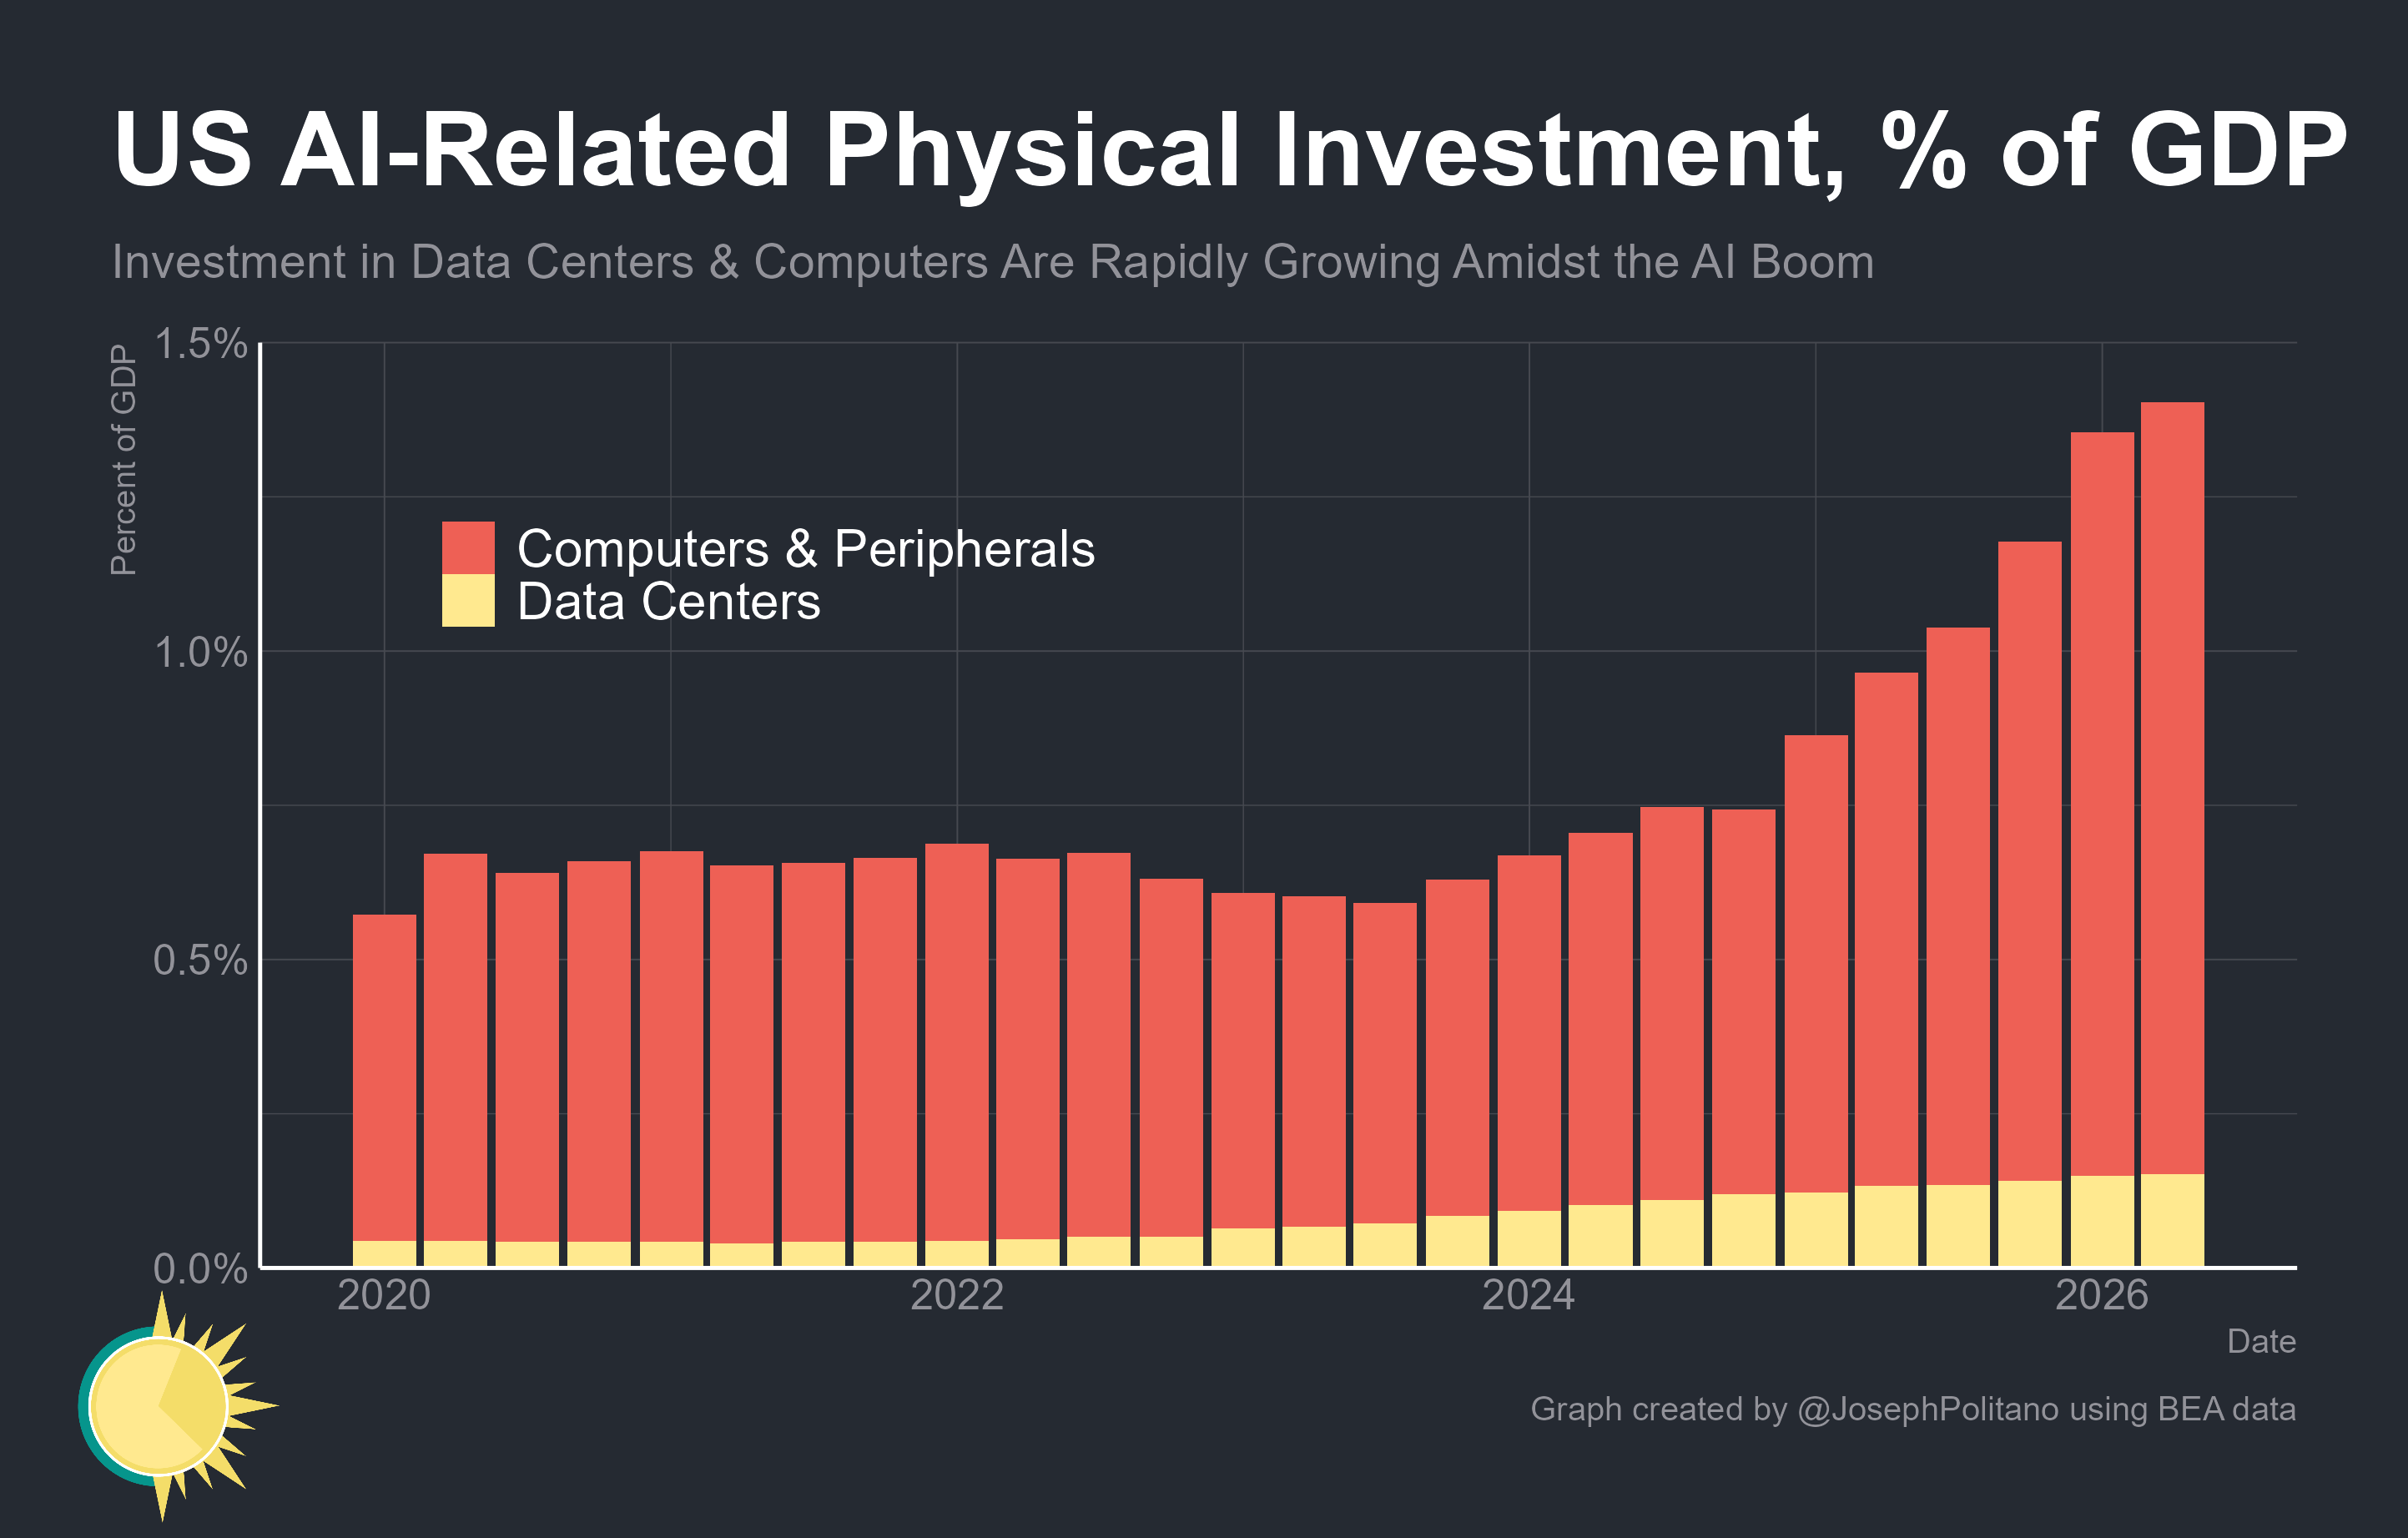 US AI-Related Physical Investment, % of GDP
Investment in Data Centers & Computers Are Rapidly Growing Amidst the AI Boom
Percent of GDP
1.5%
1.0%
0.5%
0.0%
Computers & Peripherals
Data Centers
2020 2022 2024 2026
Date
Graph created by @JosephPolitano using BEA data